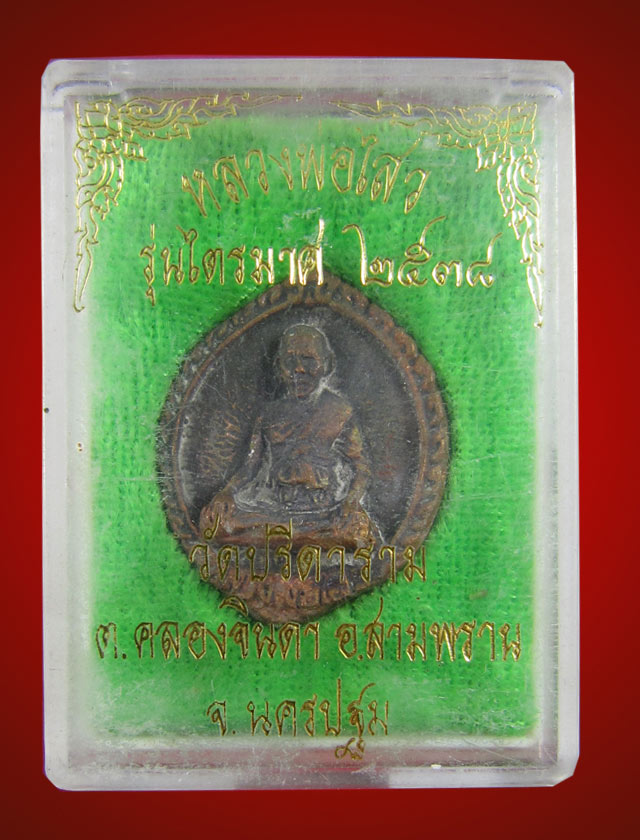 หลวงพ่อไสว
รุ่นไตรมาศ ๒๕๓๘
วัดปรีดาราม
ต.คลองจินดา อ.สามพราน
จ.นครปฐม